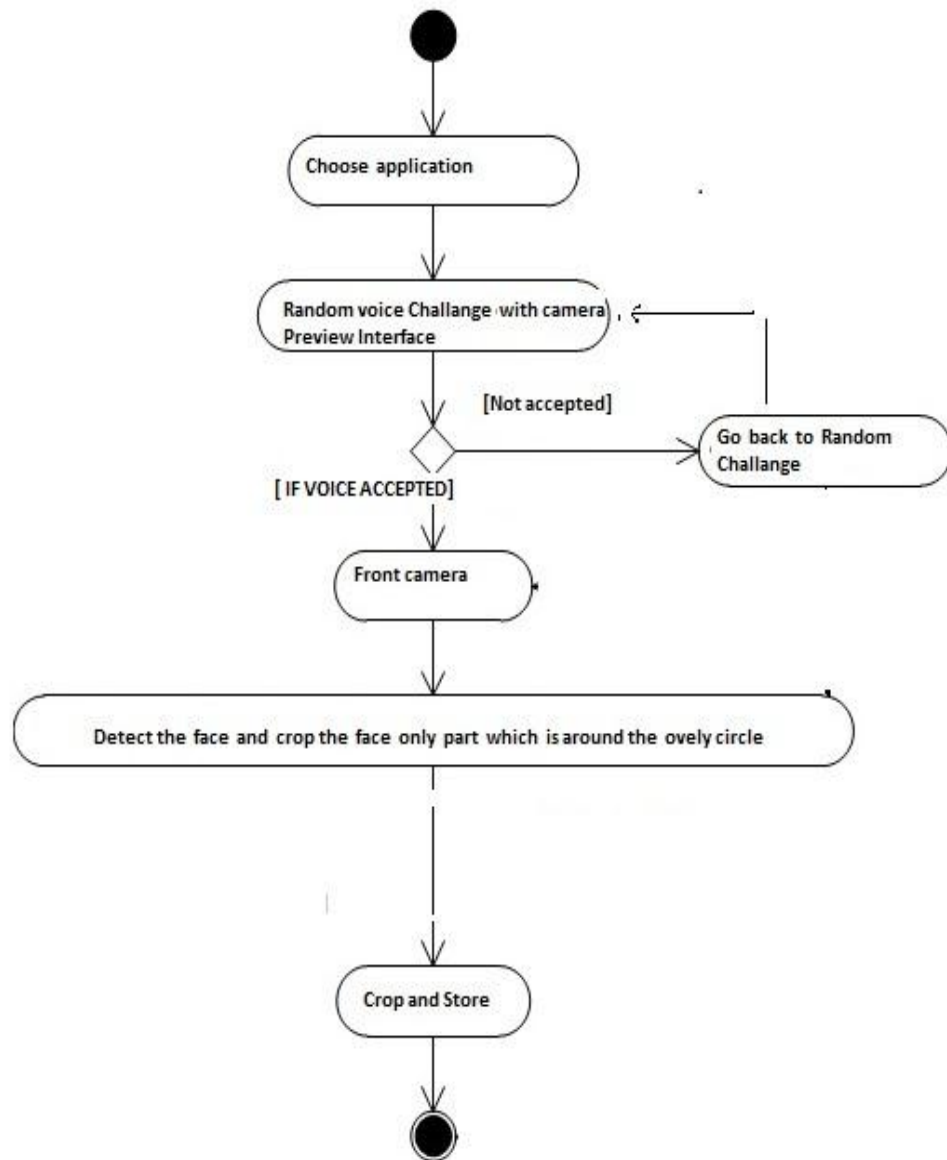 Choose application
Random voice Challange with camera
Preview Interface
[Not accepted]
Go back to Random
Challange
[ IF VOICE ACCEPTED]
Front camera
Detect the face and crop the face only part which is around the ovely circle
Crop and Store